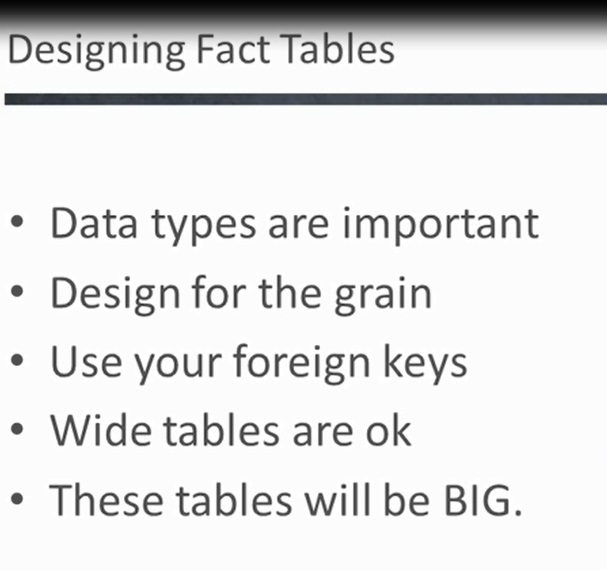 Designing Fact Tables
• Data types are important
• Design for the grain
• Use your foreign keys
• Wide tables are ok
• These tables will be BIG.